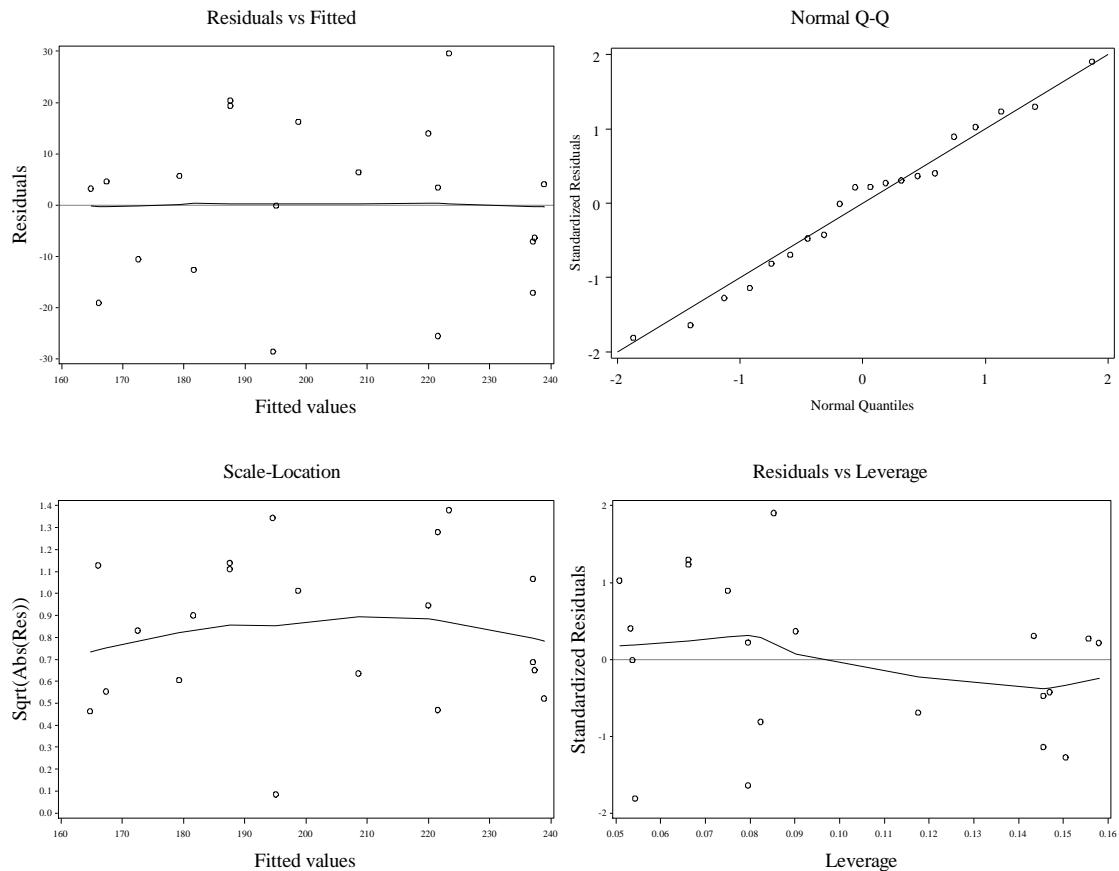 Residuals vs Fitted
30
20
10
0
-10
-20
-30
Residuals
160 170 180 190 200 210 220 230 240
Fitted values
Normal Q-Q
2
1
0
-1
-2
Standardized Residuals
-2 -1 0 1 2
Normal Quantiles
Scale-Location
1.4
1.3
1.2
1.1
1.0
0.9
0.8
0.7
0.6
0.5
0.4
0.3
0.2
0.1
0.0
Sqrt(Abs(Res))
160 170 180 190 200 210 220 230 240
Fitted values
Residuals vs Leverage
2
1
0
-1
-2
Standardized Residuals
0.05 0.06 0.07 0.08 0.09 0.10 0.11 0.12 0.13 0.14 0.15 0.16
Leverage